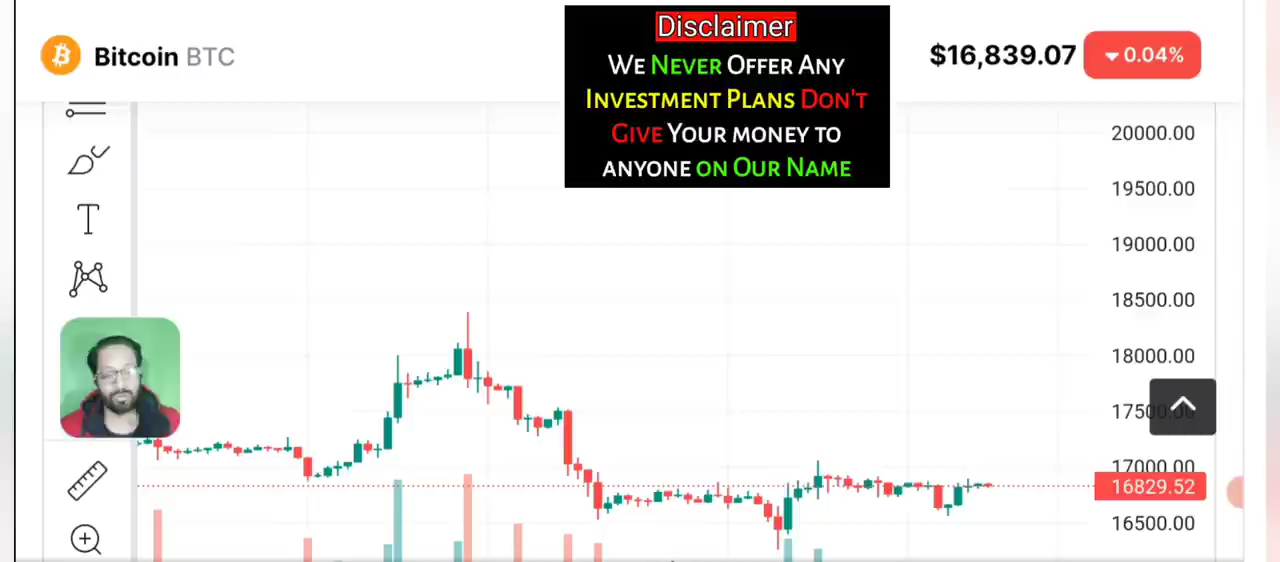 Disclaimer
We Never Offer Any
Investment Plans Don't
Give Your money to
anyone on Our Name
Bitcoin BTC
$16,839.07
0.04%
20000.00
19500.00
19000.00
18500.00
18000.00
17000.00
16829.52
16500.00
T